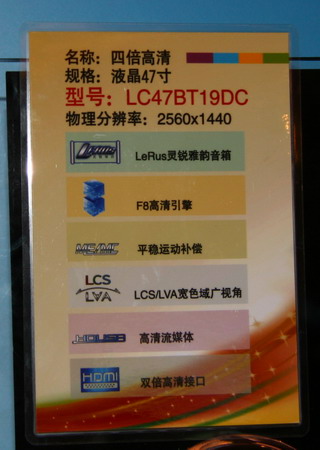 名称：四倍高清
规格：液晶47寸
型号：LC47BT19DC
物理分辨率：2560x1440
LeRus灵锐雅韵音箱
F8高清引擎
MS/MC 平稳运动补偿
LCS
LVA
LCS/LVA宽色域广视角
高清流媒体
HDMI 双倍高清接口